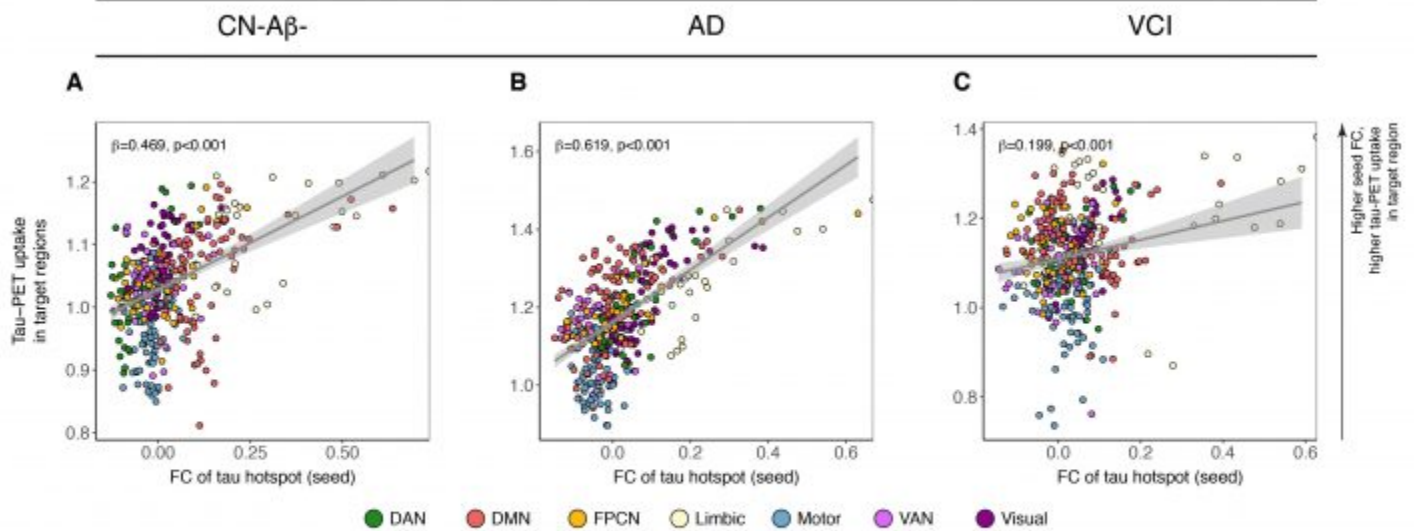 CN-Aβ- AD VCI
A B C
β=0.469, p<0.001
1.2
1.1
1.0
0.9
0.8
0.00 0.25 0.50
Tau-PET uptake
in target regions
FC of tau hotspot (seed)
β=0.619, p<0.001
1.6
1.4
1.2
1.0
0.0 0.2 0.4 0.6
FC of tau hotspot (seed)
β=0.199, p<0.001
1.4
1.2
1.0
0.8
0.0 0.2 0.4 0.6
FC of tau hotspot (seed)
Higher seed FC,
higher tau-PET uptake
in target region
DAN DMN FPCN Limbic Motor VAN Visual